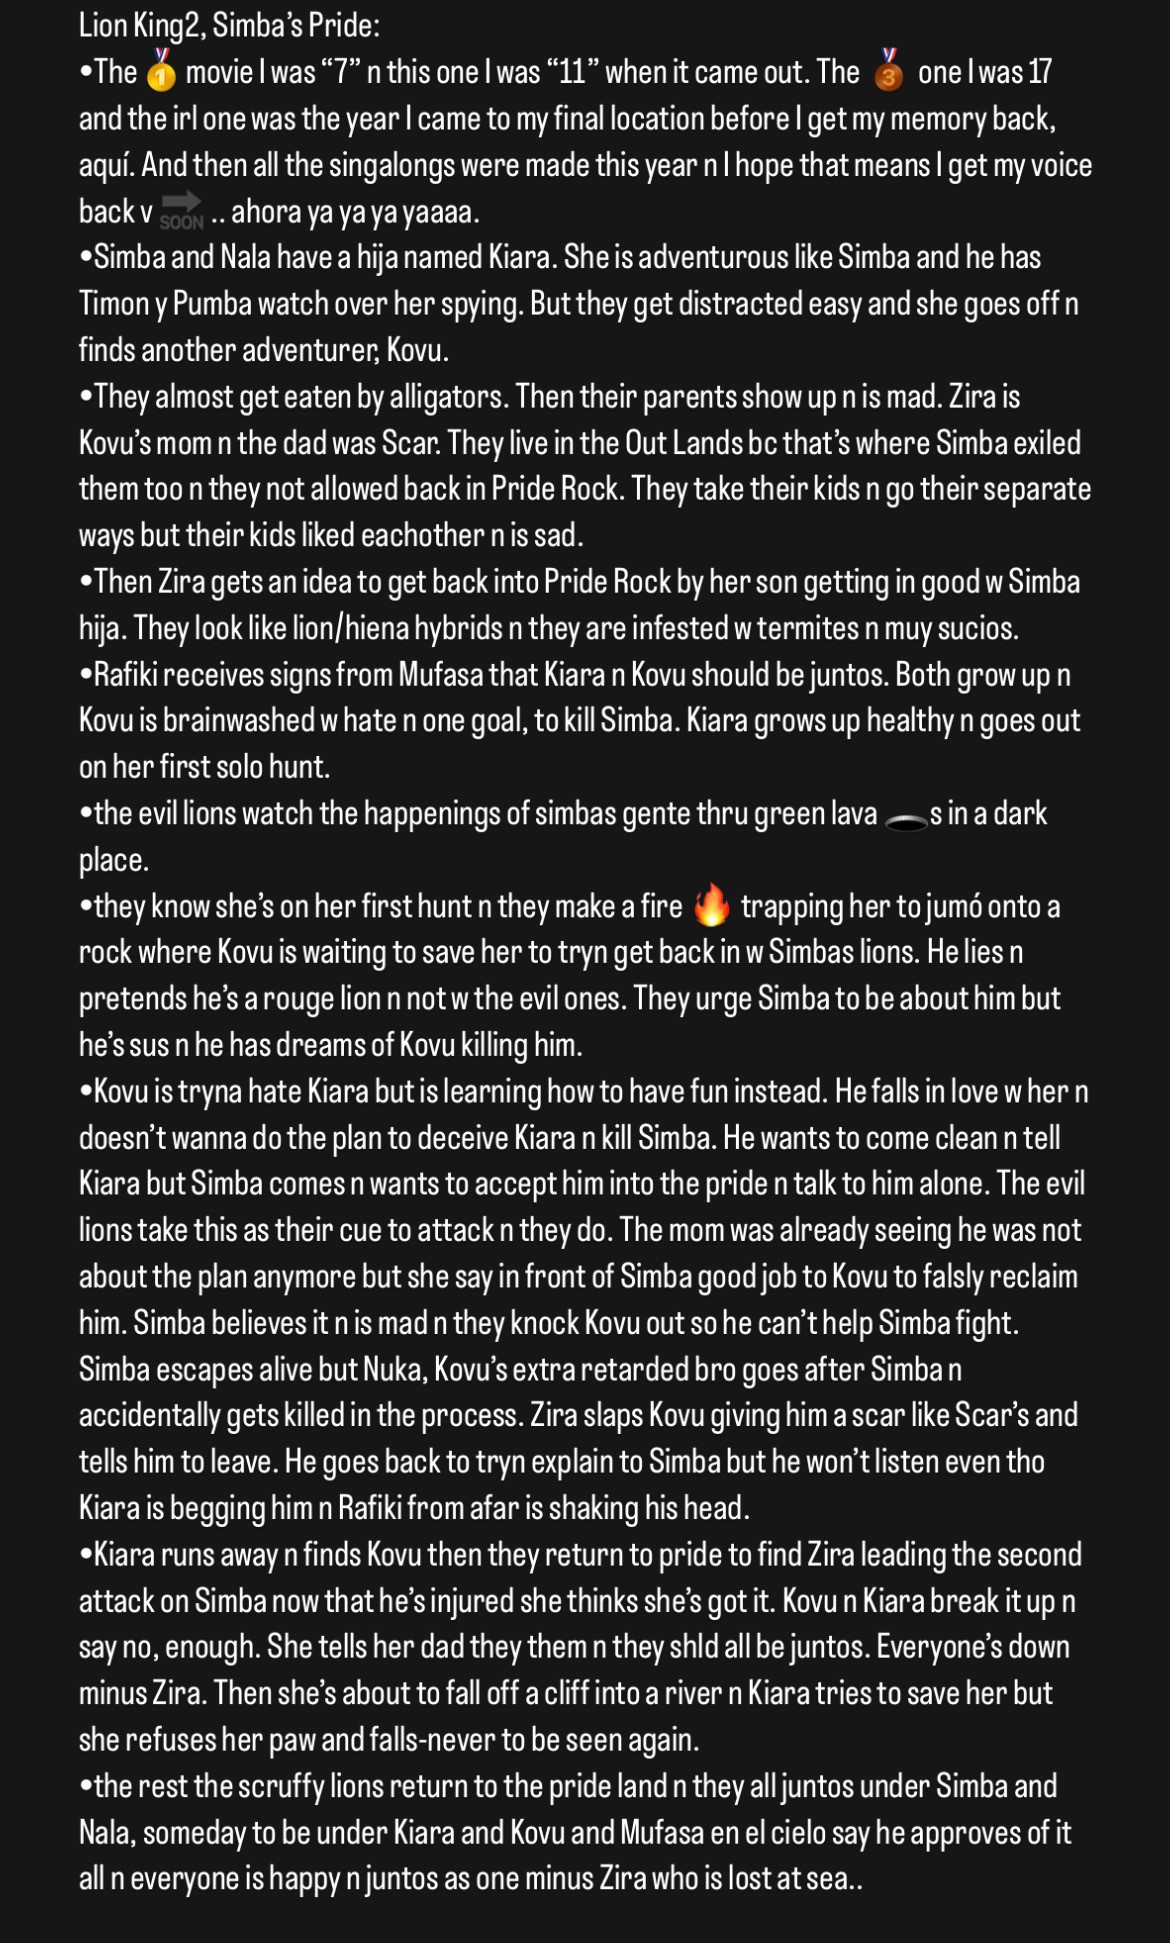 Lion King2, Simba’s Pride:
•The 🥇 movie I was “7” n this one I was “11” when it came out. The 🥉 one I was 17
and the irl one was the year I came to my final location before I get my memory back,
aquí. And then all the singalongs were made this year n I hope that means I get my voice
back v 🔜 .. ahora ya ya ya yaaaa.
•Simba and Nala have a hija named Kiara. She is adventurous like Simba and he has
Timon y Pumba watch over her spying. But they get distracted easy and she goes off n
finds another adventurer, Kovu.
•They almost get eaten by alligators. Then their parents show up n is mad. Zira is
Kovu’s mom n the dad was Scar. They live in the Out Lands bc that’s where Simba exiled
them too n they not allowed back in Pride Rock. They take their kids n go their separate
ways but their kids liked eachother n is sad.
•Then Zira gets an idea to get back into Pride Rock by her son getting in good w Simba
hija. They look like lion/hiena hybrids n they are infested w termites n muy sucios.
•Rafiki receives signs from Mufasa that Kiara n Kovu should be juntos. Both grow up n
Kovu is brainwashed w hate n one goal, to kill Simba. Kiara grows up healthy n goes out
on her first solo hunt.
•the evil lions watch the happenings of simbas gente thru green lava 🕳️s in a dark
place.
•they know she’s on her first hunt n they make a fire 🔥 trapping her to jumó onto a
rock where Kovu is waiting to save her to tryn get back in w Simbas lions. He lies n
pretends he’s a rouge lion n not w the evil ones. They urge Simba to be about him but
he’s sus n he has dreams of Kovu killing him.
•Kovu is tryna hate Kiara but is learning how to have fun instead. He falls in love w her n
doesn’t wanna do the plan to deceive Kiara n kill Simba. He wants to come clean n tell
Kiara but Simba comes n wants to accept him into the pride n talk to him alone. The evil
lions take this as their cue to attack n they do. The mom was already seeing he was not
about the plan anymore but she say in front of Simba good job to Kovu to falsly reclaim
him. Simba believes it n is mad n they knock Kovu out so he can’t help Simba fight.
Simba escapes alive but Nuka, Kovu’s extra retarded bro goes after Simba n
accidentally gets killed in the process. Zira slaps Kovu giving him a scar like Scar’s and
tells him to leave. He goes back to tryn explain to Simba but he won’t listen even tho
Kiara is begging him n Rafiki from afar is shaking his head.
•Kiara runs away n finds Kovu then they return to pride to find Zira leading the second
attack on Simba now that he’s injured she thinks she’s got it. Kovu n Kiara break it up n
say no, enough. She tells her dad they them n they shld all be juntos. Everyone’s down
minus Zira. Then she’s about to fall off a cliff into a river n Kiara tries to save her but
she refuses her paw and falls-never to be seen again.
•the rest the scruffy lions return to the pride land n they all juntos under Simba and
Nala, someday to be under Kiara and Kovu and Mufasa en el cielo say he approves of it
all n everyone is happy n juntos as one minus Zira who is lost at sea..